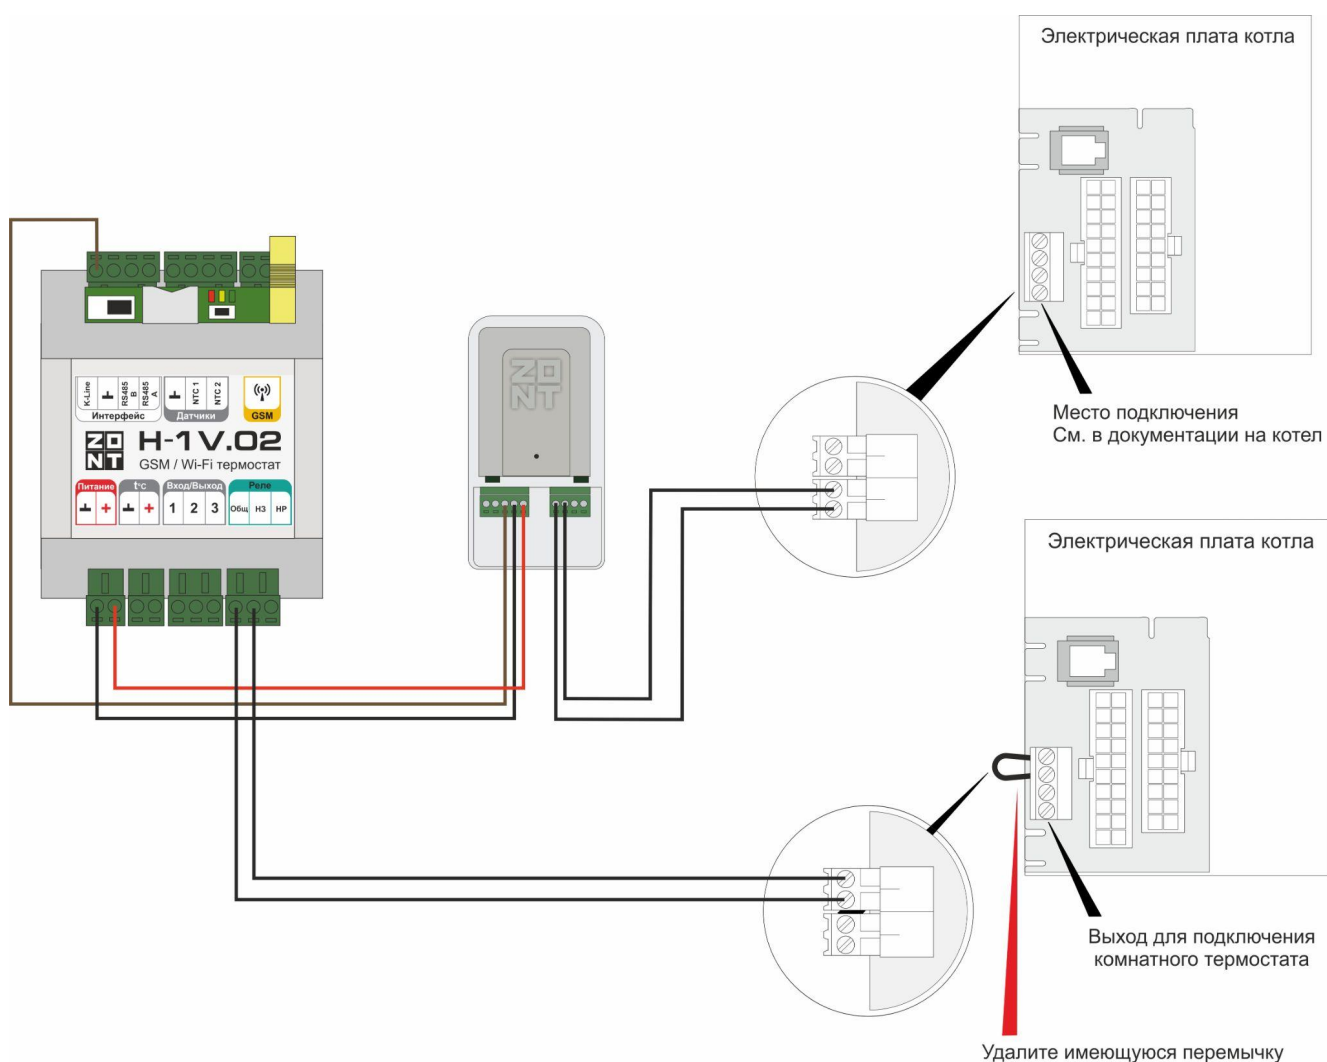 Электрическая плата котла
Место подключения
См. в документации на котел
K-Line
RS485
B
RS485
A
NTC 1
NTC 2
Интерфейс
Датчики
GSM
ZONT
H-1V.02
GSM / Wi-Fi термостат
Питание
t°C
Вход/Выход
Реле
+
+
1 2 3
Общ НЗ НР
ZONT
Электрическая плата котла
Выход для подключения
комнатного термостата
Удалите имеющуюся перемычку